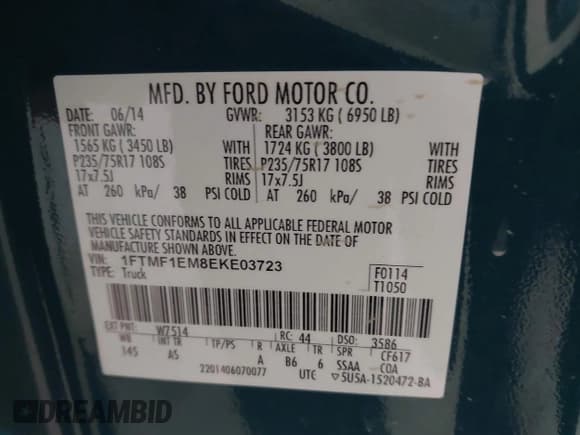 MFD. BY FORD MOTOR CO.
DATE: 06/14 GVWR: 3153 KG ( 6950 LB)
FRONT GAWR: REAR GAWR:
1565 KG ( 3450 LB) WITH 1724 KG ( 3800 LB) WITH
P235/75R17 108S TIRES P235/75R17 108S TIRES
17x7.5J RIMS 17x7.5J RIMS
AT 260 kPa/ 38 PSI COLD AT 260 kPa/ 38 PSI COLD
THIS VEHICLE CONFORMS TO ALL APPLICABLE FEDERAL MOTOR
VEHICLE SAFETY STANDARDS IN EFFECT ON THE DATE OF
MANUFACTURE SHOWN ABOVE.
VIN: 1FTMF1EM8EKE03723
TYPE: Truck
F0114
T1050
EXT PNT: W7514 RC: 44 DSO: 3586
WB INT TR TP/PS R AXLE TR SPR CF617
145 AS A B6 6 SSAA COA
2201406070077 UTC 5U5A-1520472-BA
DREAMBID